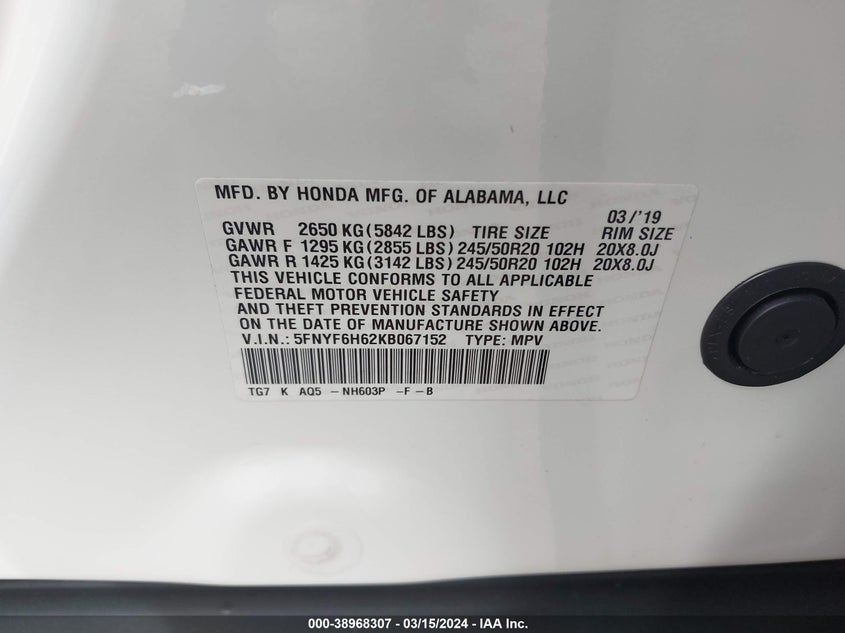 MFD. BY HONDA MFG. OF ALABAMA, LLC
03/'19
GVWR 2650 KG (5842 LBS) TIRE SIZE RIM SIZE
GAWR F 1295 KG (2855 LBS) 245/50R20 102H 20X8.0J
GAWR R 1425 KG (3142 LBS) 245/50R20 102H 20X8.0J
THIS VEHICLE CONFORMS TO ALL APPLICABLE
FEDERAL MOTOR VEHICLE SAFETY
AND THEFT PREVENTION STANDARDS IN EFFECT
ON THE DATE OF MANUFACTURE SHOWN ABOVE.
V.I.N.: 5FNYF6H62KB067152 TYPE: MPV
TG7 K AQ5 -NH603P -F -B
000-38968307 - 03/15/2024 - IAA Inc.